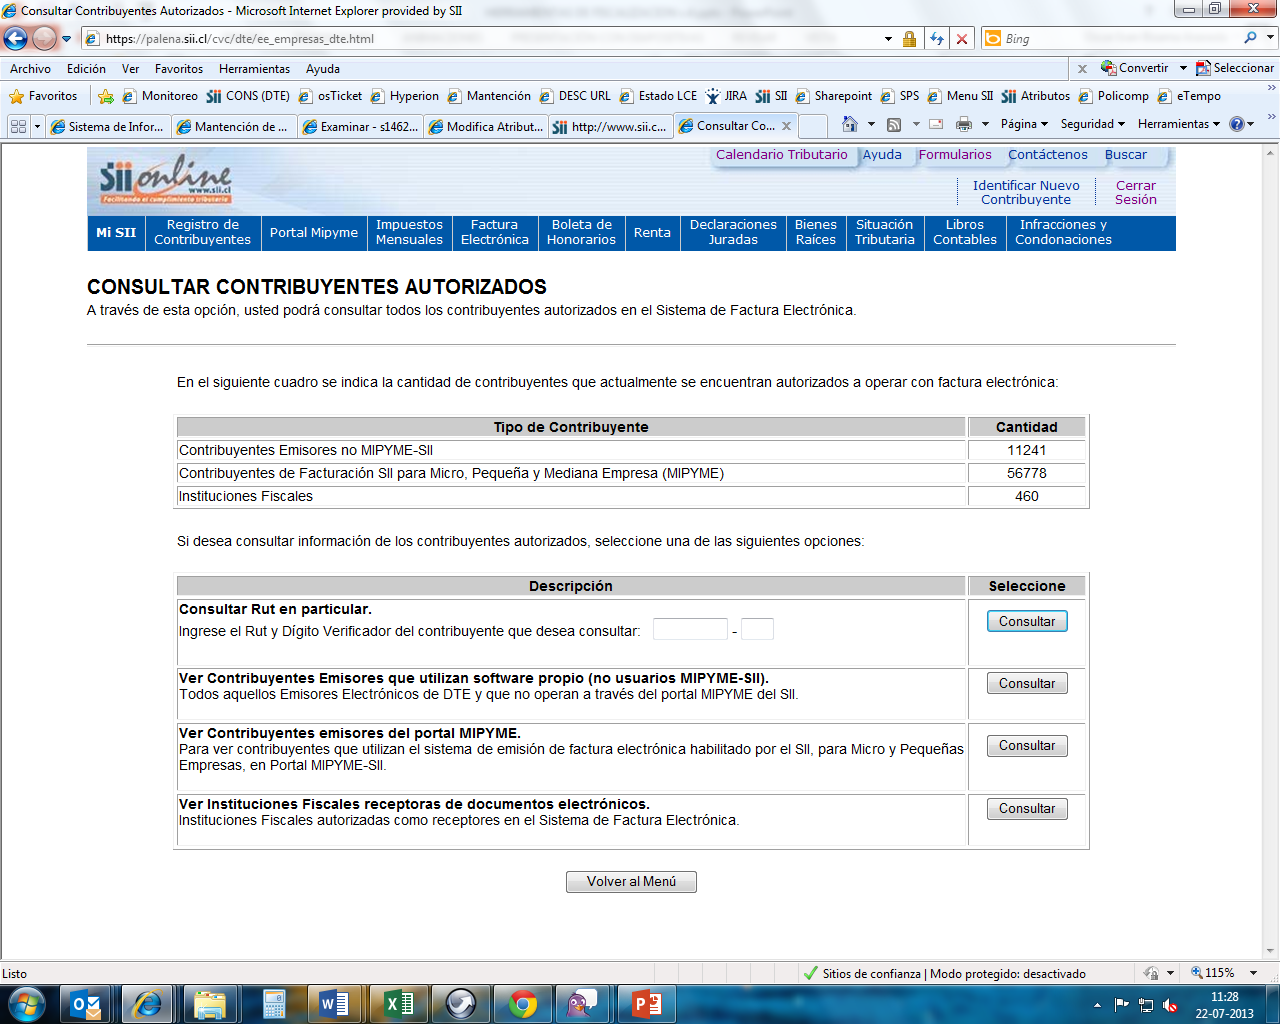 Consultar Contribuyentes Autorizados - Microsoft Internet Explorer provided by SII
https://palena.sii.cl/cvc/dte/ee_empresas_dte.html
Bing
Archivo Edición Ver Favoritos Herramientas Ayuda
x Convertir Seleccionar
Favoritos Monitoreo CONS (DTE) osTicket Hyperion Mantención DESC URL Estado LCE JIRA SII Sharepoint SPS Menu SII Atributos Policomp eTempo
Sistema de Infor... Mantención de ... Examinar - s1462... Modifica Atribut... http://www.sii.c... Consultar Co...
Página Seguridad Herramientas
Calendario Tributario Ayuda Formularios Contáctenos Buscar
Sii online
www.sii.cl
Facilitando el cumplimiento tributario
Identificar Nuevo Contribuyente
Cerrar Sesión
Mi SII
Registro de Contribuyentes
Portal Mipyme
Impuestos Mensuales
Factura Electrónica
Boleta de Honorarios
Renta
Declaraciones Juradas
Bienes Raíces
Situación Tributaria
Libros Contables
Infracciones y Condonaciones
CONSULTAR CONTRIBUYENTES AUTORIZADOS
A través de esta opción, usted podrá consultar todos los contribuyentes autorizados en el Sistema de Factura Electrónica.
En el siguiente cuadro se indica la cantidad de contribuyentes que actualmente se encuentran autorizados a operar con factura electrónica:
Tipo de Contribuyente Cantidad
Contribuyentes Emisores no MIPYME-SII 11241
Contribuyentes de Facturación SII para Micro, Pequeña y Mediana Empresa (MIPYME) 56778
Instituciones Fiscales 460
Si desea consultar información de los contribuyentes autorizados, seleccione una de las siguientes opciones:
Descripción Seleccione
Consultar Rut en particular.
Ingrese el Rut y Dígito Verificador del contribuyente que desea consultar: -
Consultar
Ver Contribuyentes Emisores que utilizan software propio (no usuarios MIPYME-SII).
Todos aquellos Emisores Electrónicos de DTE y que no operan a través del portal MIPYME del SII.
Consultar
Ver Contribuyentes emisores del portal MIPYME.
Para ver contribuyentes que utilizan el sistema de emisión de factura electrónica habilitado por el SII, para Micro y Pequeñas
Empresas, en Portal MIPYME-SII.
Consultar
Ver Instituciones Fiscales receptoras de documentos electrónicos.
Instituciones Fiscales autorizadas como receptores en el Sistema de Factura Electrónica.
Consultar
Volver al Menú
Listo
Sitios de confianza | Modo protegido: desactivado
115%
11:28
22-07-2013